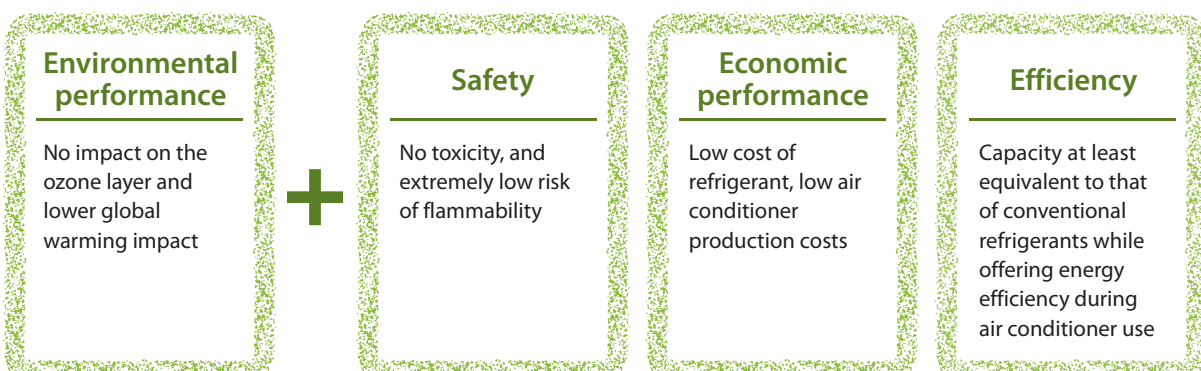 Environmental
performance
No impact on the
ozone layer and
lower global
warming impact
+
Safety
No toxicity, and
extremely low risk
of flammability
Economic
performance
Low cost of
refrigerant, low air
conditioner
production costs
Efficiency
Capacity at least
equivalent to that
of conventional
refrigerants while
offering energy
efficiency during
air conditioner use